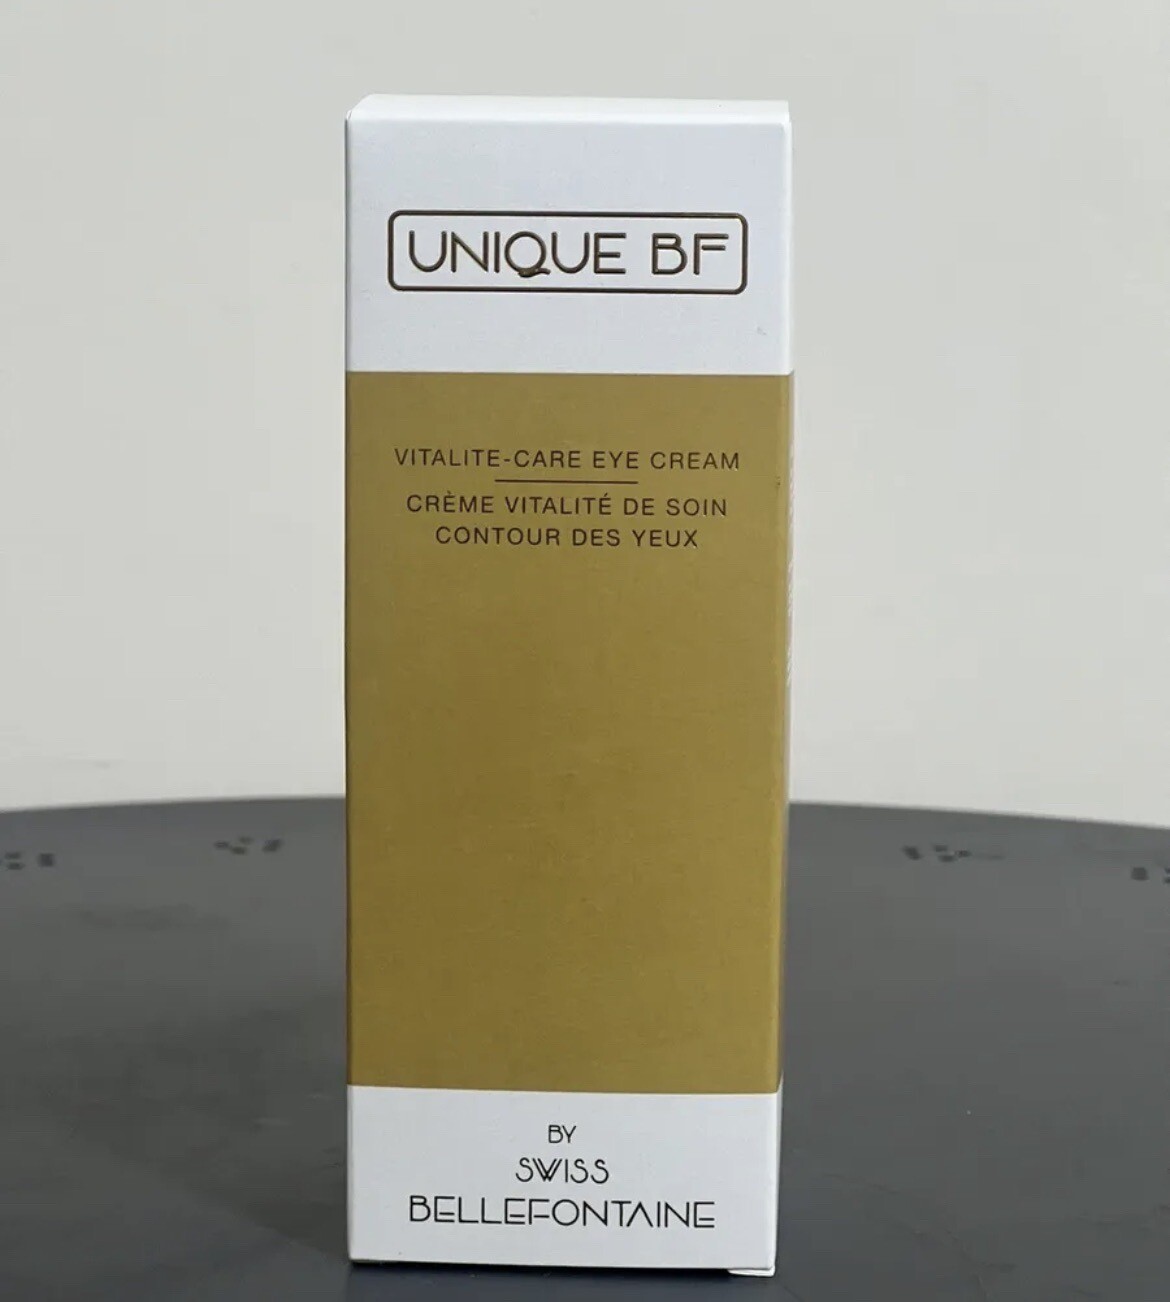 UNIQUE BF
VITALITE-CARE EYE CREAM
CRÈME VITALITÉ DE SOIN
CONTOUR DES YEUX
BY
SWISS
BELLEFONTAINE